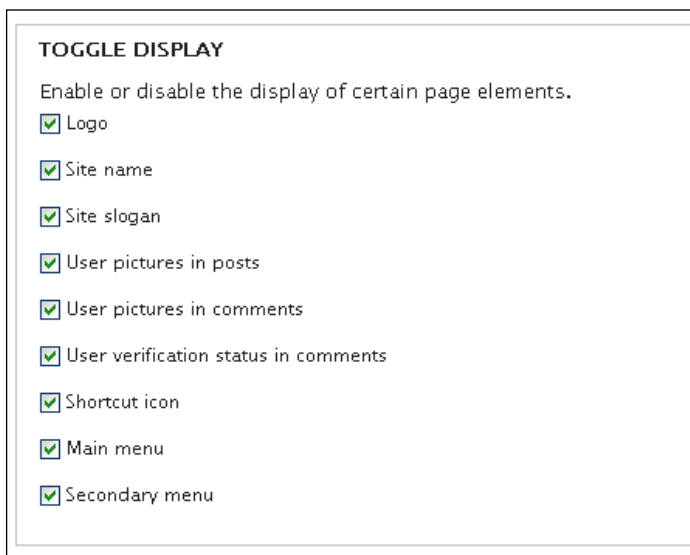 TOGGLE DISPLAY
Enable or disable the display of certain page elements.
Logo
Site name
Site slogan
User pictures in posts
User pictures in comments
User verification status in comments
Shortcut icon
Main menu
Secondary menu